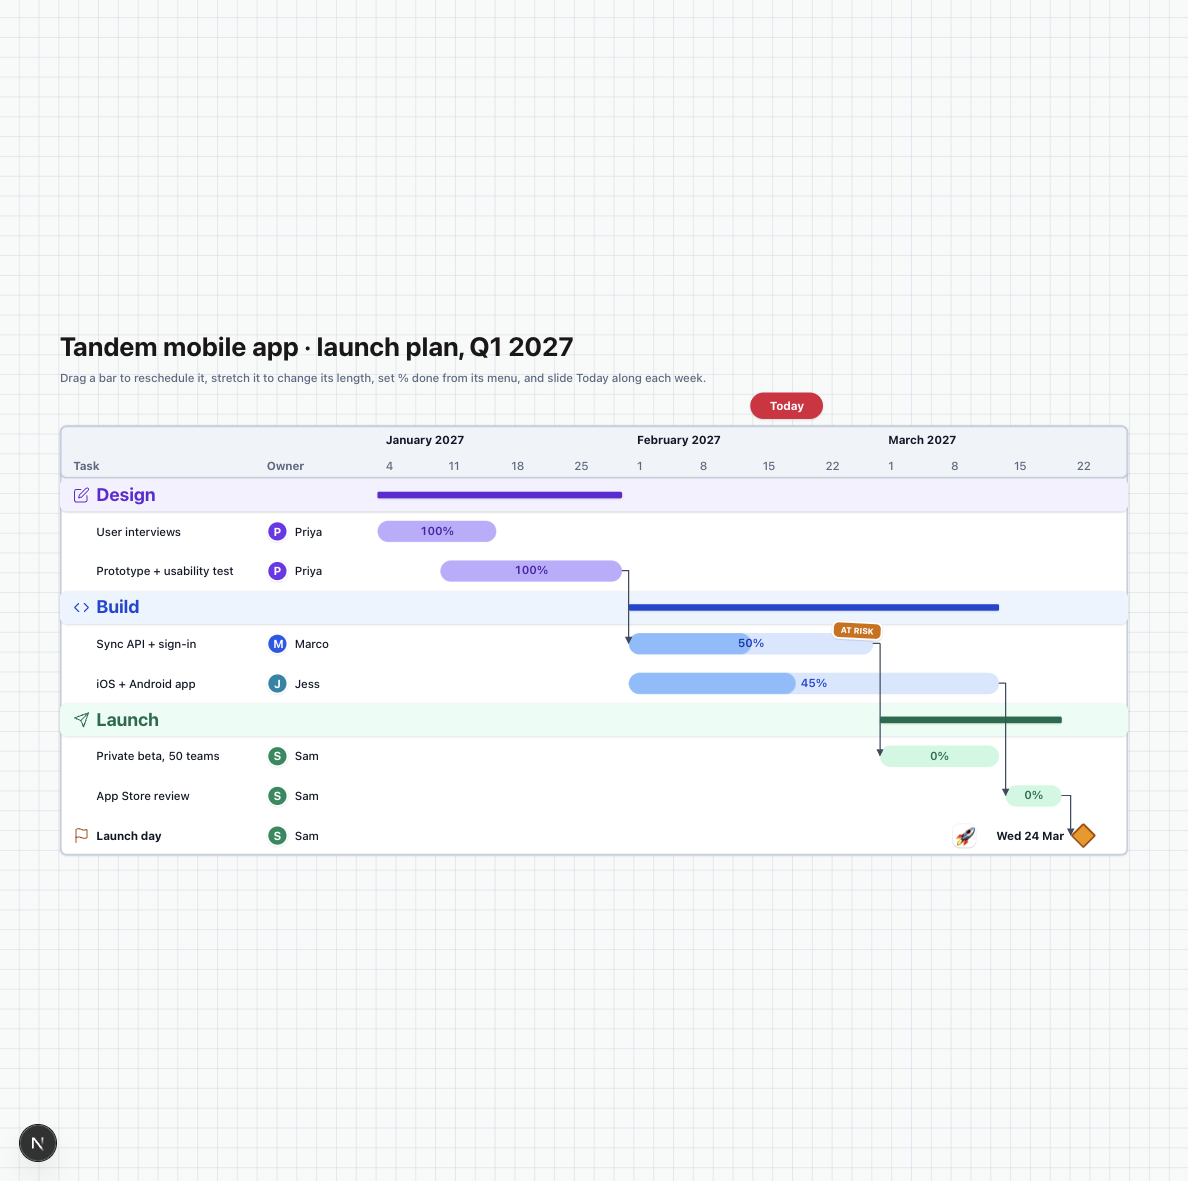 Tandem mobile app · launch plan, Q1 2027
Drag a bar to reschedule it, stretch it to change its length, set % done from its menu, and slide Today along each week.
Today
January 2027 February 2027 March 2027
Task Owner 4 11 18 25 1 8 15 22 1 8 15 22
Design
User interviews P Priya 100%
Prototype + usability test P Priya 100%
Build
AT RISK
Sync API + sign-in M Marco 50%
iOS + Android app J Jess 45%
Launch
Private beta, 50 teams S Sam 0%
App Store review S Sam 0%
Launch day S Sam Wed 24 Mar
N